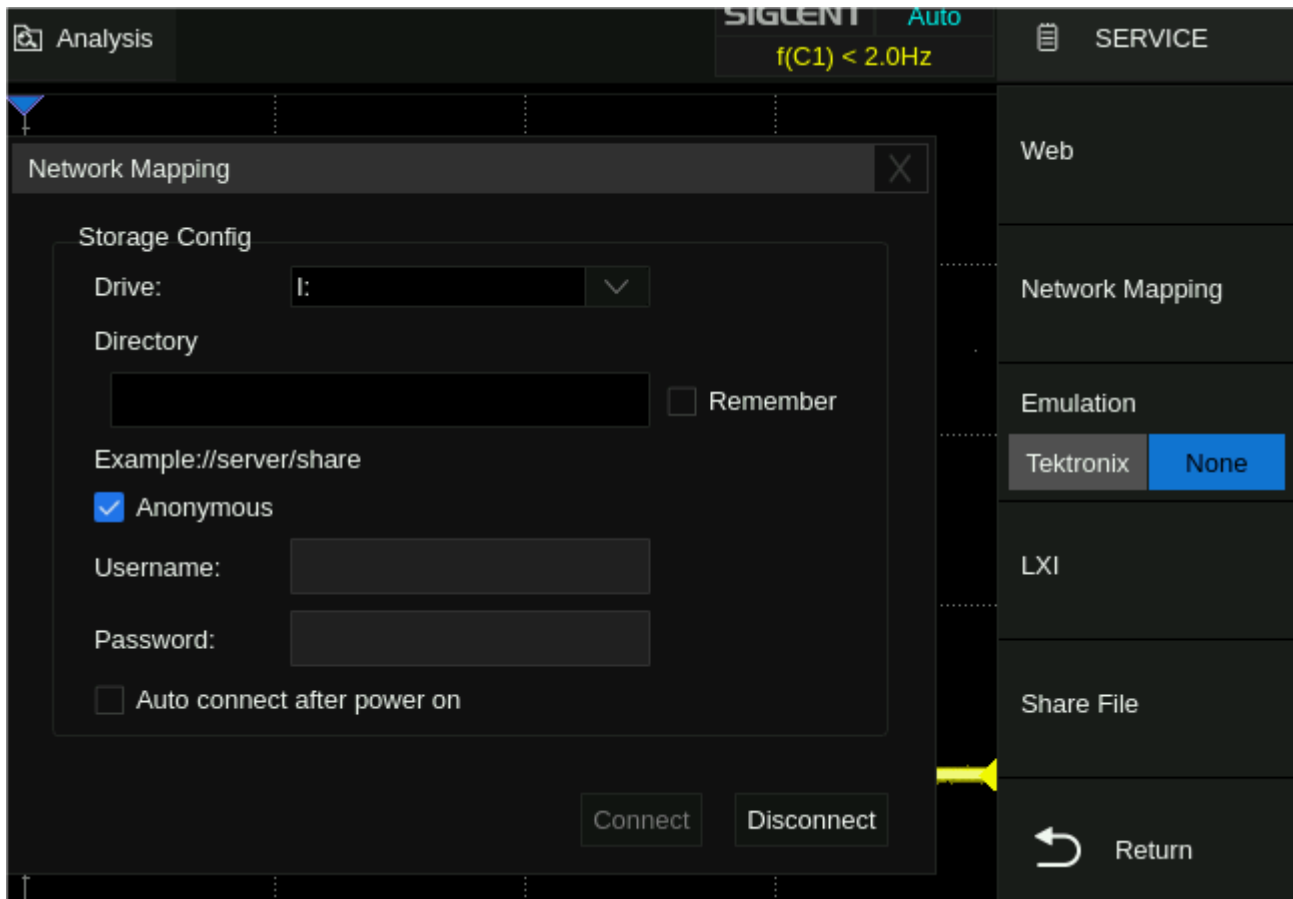 Analysis
SIGLENT Auto
f(C1) < 2.0Hz
SERVICE
Network Mapping
X
Storage Config
Drive: I:
Directory
Remember
Example://server/share
Anonymous
Username:
Password:
Auto connect after power on
Connect Disconnect
Web
Network Mapping
Emulation
Tektronix None
LXI
Share File
Return